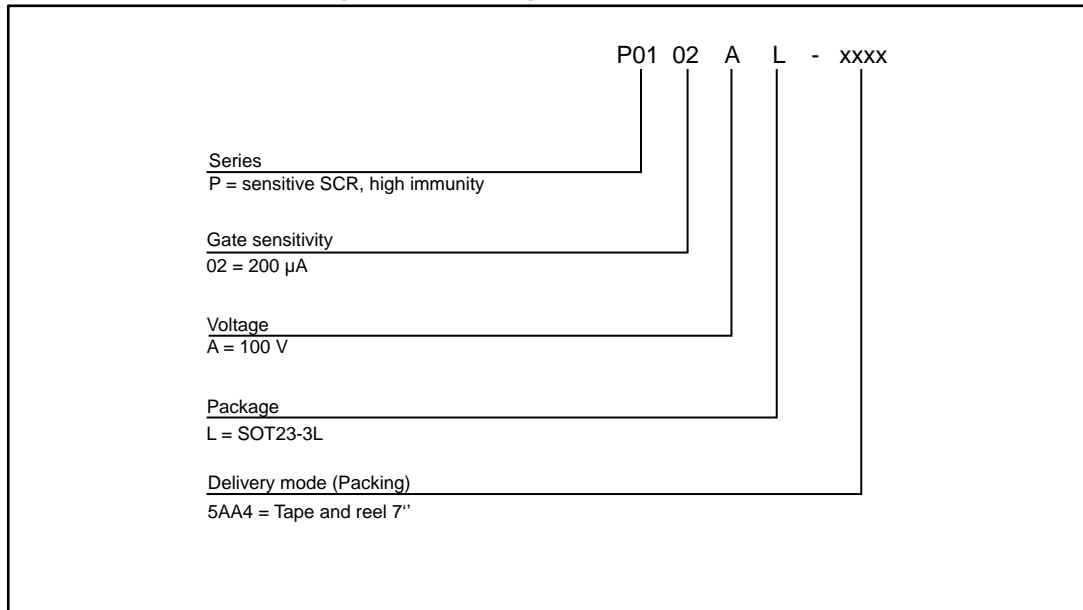 P01 02 A L - xxxx
Series
P = sensitive SCR, high immunity
Gate sensitivity
02 = 200 µA
Voltage
A = 100 V
Package
L = SOT23-3L
Delivery mode (Packing)
5AA4 = Tape and reel 7‘’